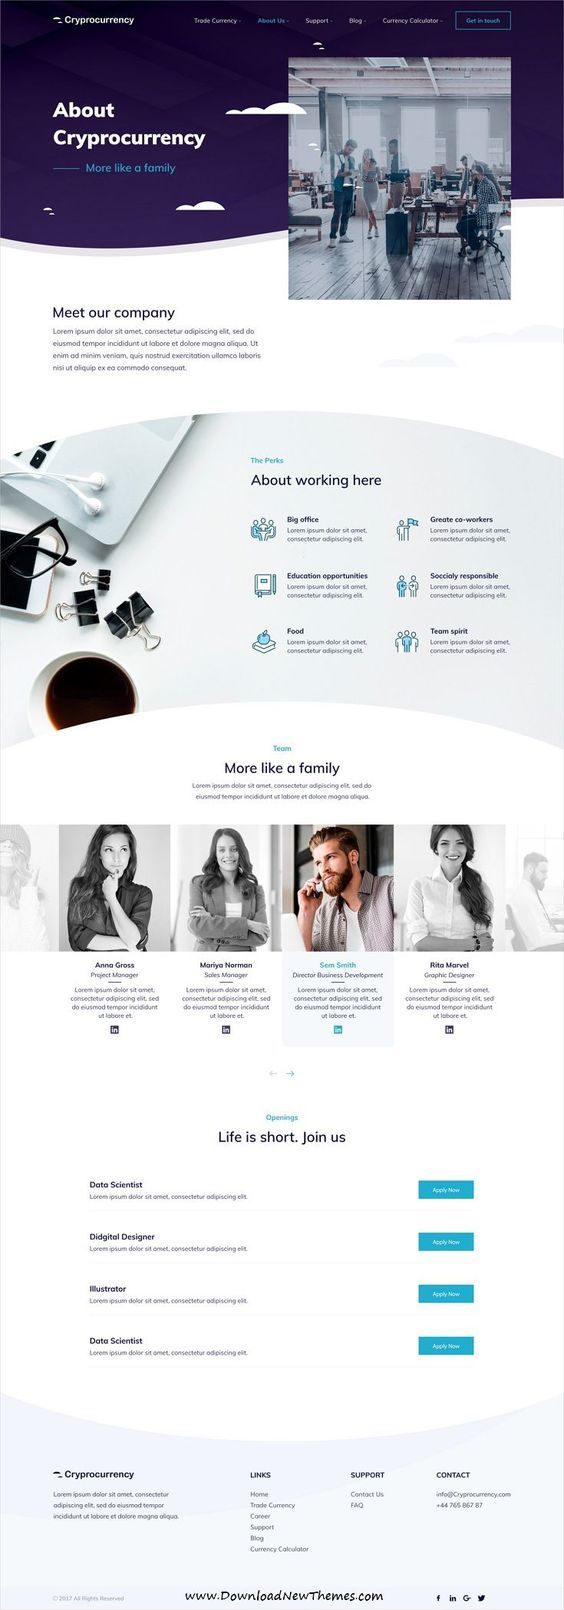 Cryprocurrency
Trade Currency
About Us
Support
Blog
Currency Calculator
Get in touch
About
Cryprocurrency
More like a family
Meet our company
Lorem ipsum dolor sit amet, consectetur adipiscing elit, sed do
eiusmod tempor incididunt ut labore et dolore magna aliqua. Ut
enim ad minim veniam, quis nostrud exercitation ullamco laboris
nisi ut aliquip ex ea commodo consequat.
The Perks
About working here
Big office
Lorem ipsum dolor sit amet,
consectetur adipiscing elit.
Greate co-workers
Lorem ipsum dolor sit amet,
consectetur adipiscing elit.
Education opportunities
Lorem ipsum dolor sit amet,
consectetur adipiscing elit.
Soccialy responsible
Lorem ipsum dolor sit amet,
consectetur adipiscing elit.
Food
Lorem ipsum dolor sit amet,
consectetur adipiscing elit.
Team spirit
Lorem ipsum dolor sit amet,
consectetur adipiscing elit.
Team
More like a family
Lorem ipsum dolor sit amet, consectetur adipiscing elit, sed do
eiusmod tempor incididunt ut labore et dolore magna aliqua.
Anna Gross
Project Manager
Lorem ipsum dolor sit amet,
consectetur adipiscing elit, sed
do eiusmod tempor incididunt
ut labore et.
Mariya Norman
Sales Manager
Lorem ipsum dolor sit amet,
consectetur adipiscing elit, sed
do eiusmod tempor incididunt
ut labore et.
Sem Smith
Director Business Development
Lorem ipsum dolor sit amet,
consectetur adipiscing elit, sed
do eiusmod tempor incididunt
ut labore et dolore.
Rita Marvel
Graphic Designer
Lorem ipsum dolor sit amet,
consectetur adipiscing elit, sed
do eiusmod tempor incididunt
ut labore et.
Openings
Life is short. Join us
Data Scientist
Lorem ipsum dolor sit amet, consectetur adipiscing elit.
Apply Now
Didgital Designer
Lorem ipsum dolor sit amet, consectetur adipiscing elit.
Apply Now
Illustrator
Lorem ipsum dolor sit amet, consectetur adipiscing elit.
Apply Now
Data Scientist
Lorem ipsum dolor sit amet, consectetur adipiscing elit.
Apply Now
Cryprocurrency
Lorem ipsum dolor sit amet, consectetur
adipiscing elit, sed do eiusmod tempor
incididunt ut labore et dolore magna aliqua.
LINKS
Home
Trade Currency
Career
Support
Blog
Currency Calculator
SUPPORT
Contact Us
FAQ
CONTACT
info@Cryprocurrency.com
+44 765 867 87
© 2017 All Rights Reserved
www.DownloadNewThemes.com